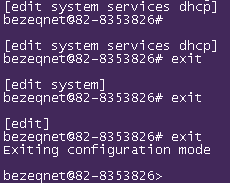 [edit system services dhcp]
bezeqnet@82-8353826#

[edit system services dhcp]
bezeqnet@82-8353826# exit

[edit system]
bezeqnet@82-8353826# exit

[edit]
bezeqnet@82-8353826# exit
Exiting configuration mode

bezeqnet@82-8353826>